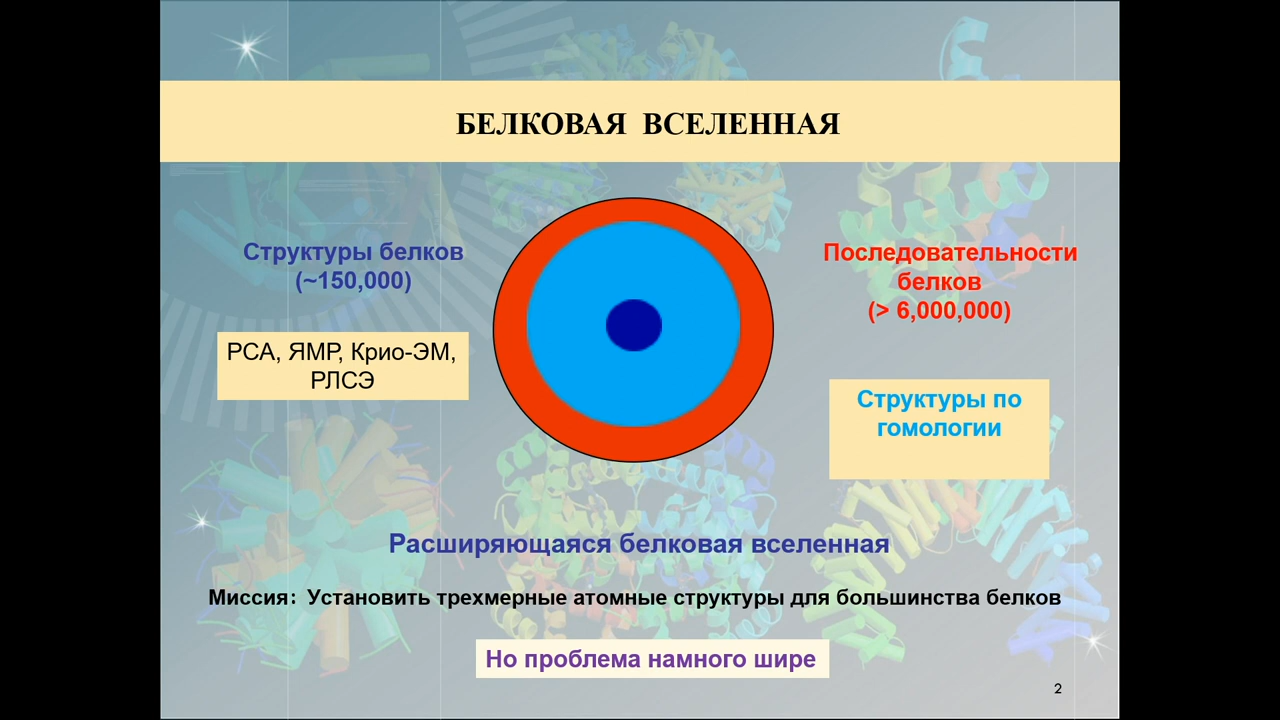 БЕЛКОВАЯ ВСЕЛЕННАЯ
Структуры белков
(~150,000)
РСА, ЯМР, Крио-ЭМ,
РЛСЭ
Последовательности
белков
(> 6,000,000)
Структуры по
гомологии
Расширяющаяся белковая вселенная
Миссия: Установить трехмерные атомные структуры для большинства белков
Но проблема намного шире
2